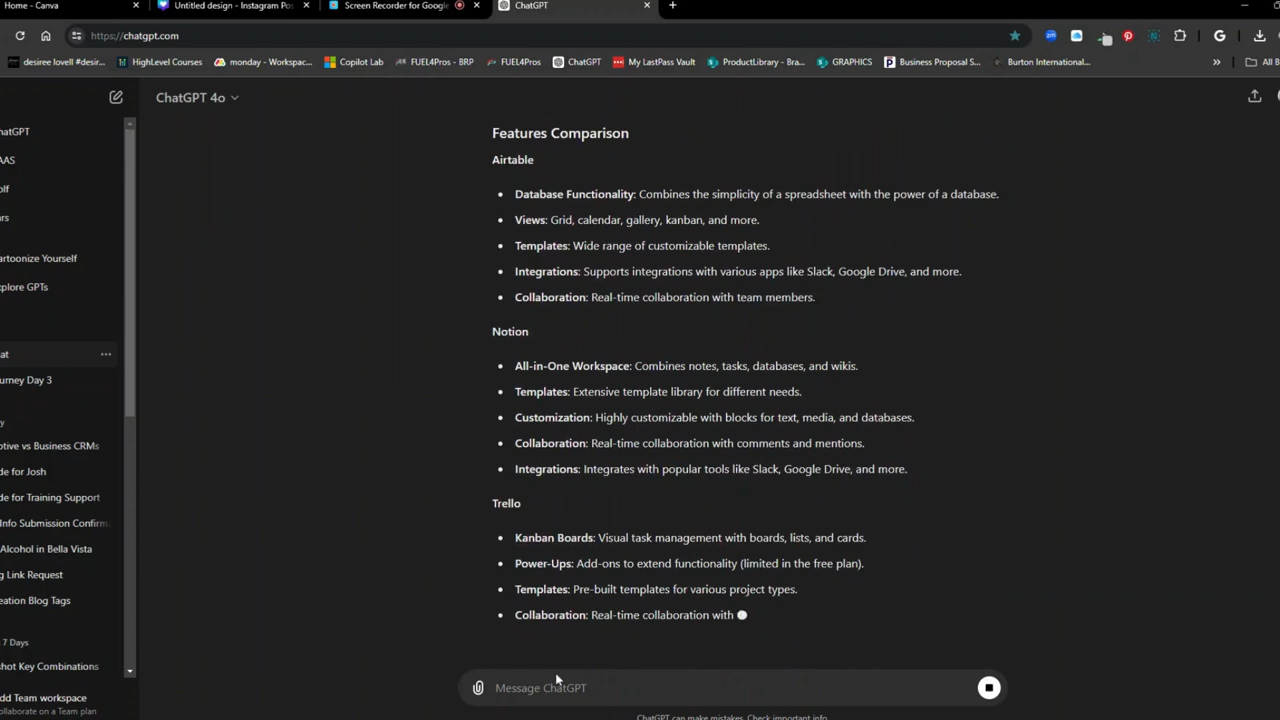 Home - Canva
Untitled design - Instagram Pos
Screen Recorder for Google
ChatGPT
https://chatgpt.com
desiree lovell #desir...
HighLevel Courses
monday - Workspac...
Copilot Lab
FUEL4Pros - BRP
FUEL4Pros
ChatGPT
My LastPass Vault
ProductLibrary - Bra...
GRAPHICS
Business Proposal S...
Burton International...
All B
ChatGPT 4o
hatGPT
AAS
olf
ars
artoonize Yourself
xplore GPTs
at
urney Day 3
y
otive vs Business CRMs
de for Josh
de for Training Support
Info Submission Confirma
Alcohol in Bella Vista
g Link Request
eation Blog Tags
7 Days
shot Key Combinations
dd Team workspace
ollaborate on a Team plan
Features Comparison
Airtable
• Database Functionality: Combines the simplicity of a spreadsheet with the power of a database.
• Views: Grid, calendar, gallery, kanban, and more.
• Templates: Wide range of customizable templates.
• Integrations: Supports integrations with various apps like Slack, Google Drive, and more.
• Collaboration: Real-time collaboration with team members.
Notion
• All-in-One Workspace: Combines notes, tasks, databases, and wikis.
• Templates: Extensive template library for different needs.
• Customization: Highly customizable with blocks for text, media, and databases.
• Collaboration: Real-time collaboration with comments and mentions.
• Integrations: Integrates with popular tools like Slack, Google Drive, and more.
Trello
• Kanban Boards: Visual task management with boards, lists, and cards.
• Power-Ups: Add-ons to extend functionality (limited in the free plan).
• Templates: Pre-built templates for various project types.
• Collaboration: Real-time collaboration with
Message ChatGPT
ChatGPT can make mistakes. Check important info.